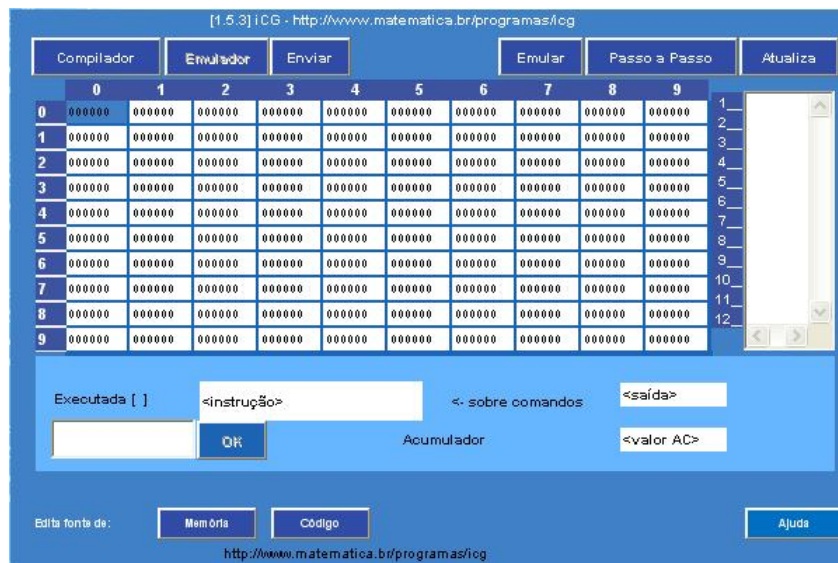 [1.5.3] iCG - http://www.matematica.br/programas/icg
Compilador Emulador Enviar Emular Passo a Passo Atualiza
0 1 2 3 4 5 6 7 8 9
0 000000 000000 000000 000000 000000 000000 000000 000000 000000 000000
1 000000 000000 000000 000000 000000 000000 000000 000000 000000 000000
2 000000 000000 000000 000000 000000 000000 000000 000000 000000 000000
3 000000 000000 000000 000000 000000 000000 000000 000000 000000 000000
4 000000 000000 000000 000000 000000 000000 000000 000000 000000 000000
5 000000 000000 000000 000000 000000 000000 000000 000000 000000 000000
6 000000 000000 000000 000000 000000 000000 000000 000000 000000 000000
7 000000 000000 000000 000000 000000 000000 000000 000000 000000 000000
8 000000 000000 000000 000000 000000 000000 000000 000000 000000 000000
9 000000 000000 000000 000000 000000 000000 000000 000000 000000 000000
1_
2_
3_
4_
5_
6_
7_
8_
9_
10_
11_
12_
Executada [ ] <instrução> <- sobre comandos <saída>
OK Acumulador <valor AC>
Edita fonte de: Memória Código Ajuda
http://www.matematica.br/programas/icg